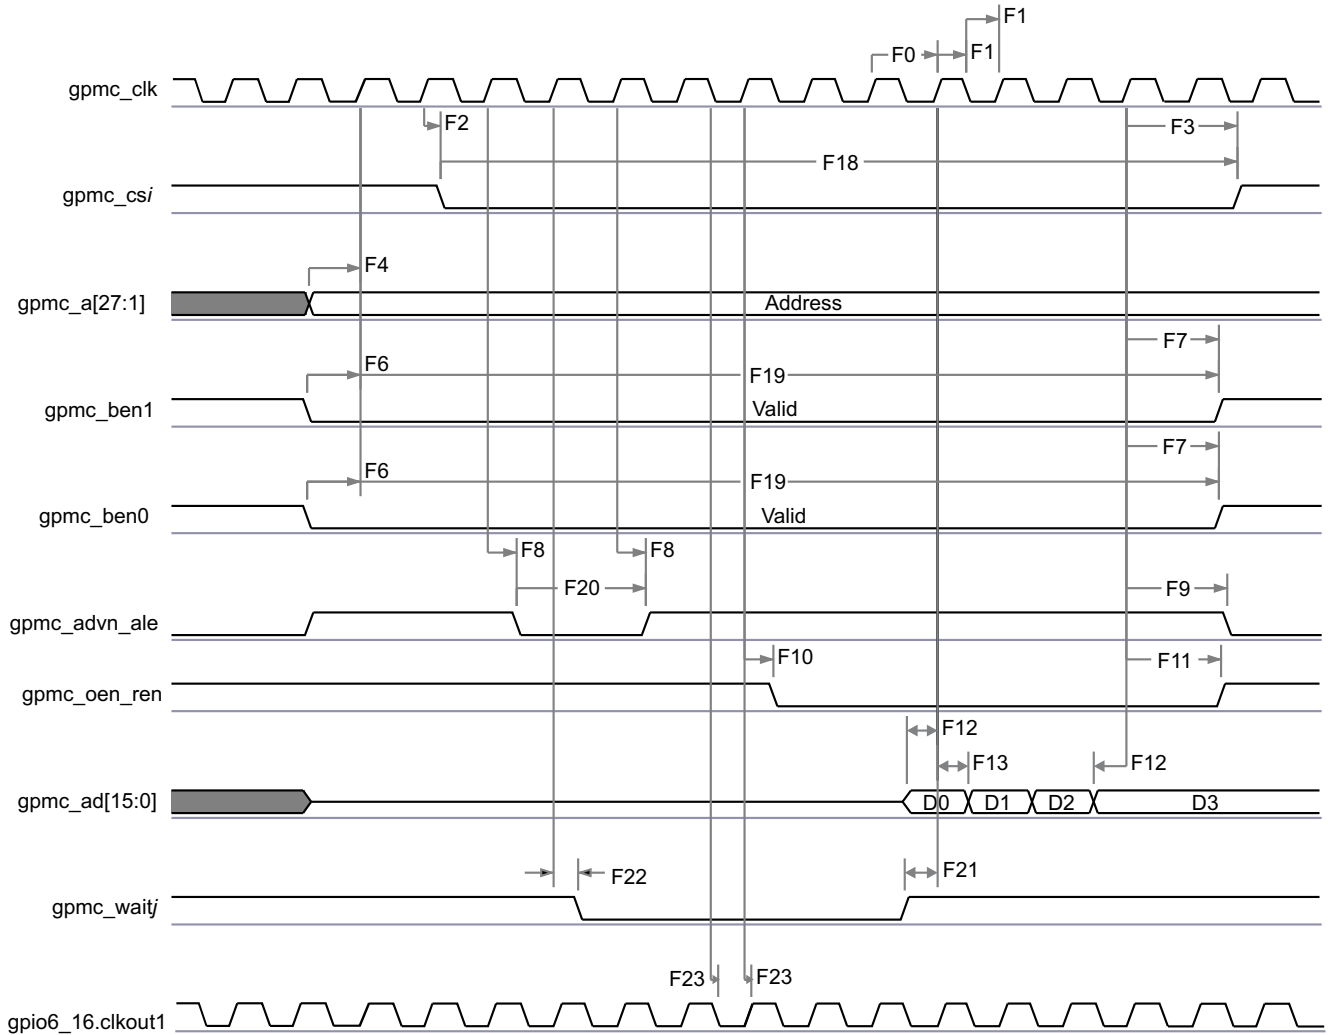 F1
F0 F1
gpmc_clk
F2 F3
F18
gpmc_csi
F4
gpmc_a[27:1] Address
F7
F6 F19
gpmc_ben1 Valid
F7
F6 F19
gpmc_ben0 Valid
F8 F8
F20 F9
gpmc_advn_ale
F10 F11
gpmc_oen_ren
F12
F13 F12
gpmc_ad[15:0] D0 D1 D2 D3
F22 F21
gpmc_waitj
F23 F23
gpio6_16.clkout1